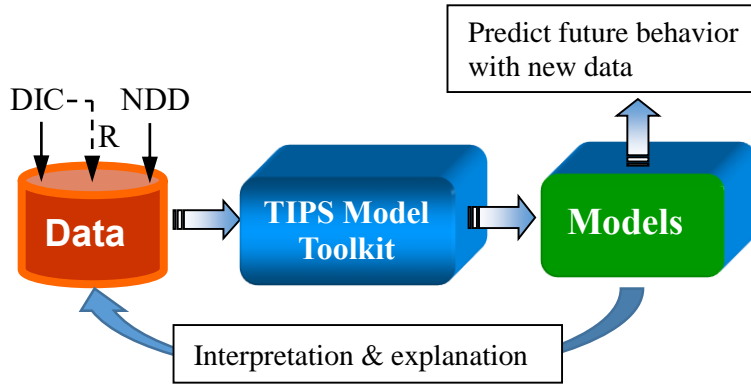 Predict future behavior
with new data
DIC
NDD
R
Data
TIPS Model
Toolkit
Models
Interpretation & explanation